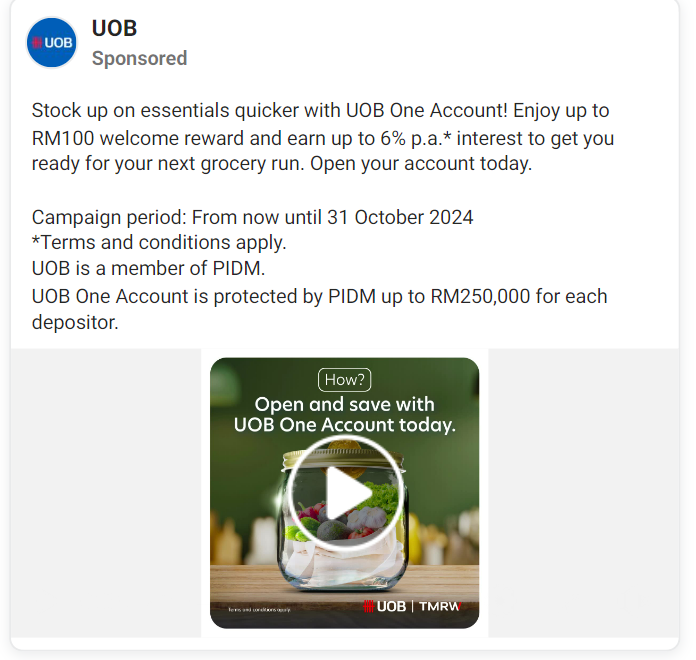 UOB
Sponsored
UOB
Stock up on essentials quicker with UOB One Account! Enjoy up to
RM100 welcome reward and earn up to 6% p.a.* interest to get you
ready for your next grocery run. Open your account today.
Campaign period: From now until 31 October 2024
*Terms and conditions apply.
UOB is a member of PIDM.
UOB One Account is protected by PIDM up to RM250,000 for each
depositor.
How?
Open and save with
UOB One Account today.
Terms and conditions apply.
UOB | TMRW